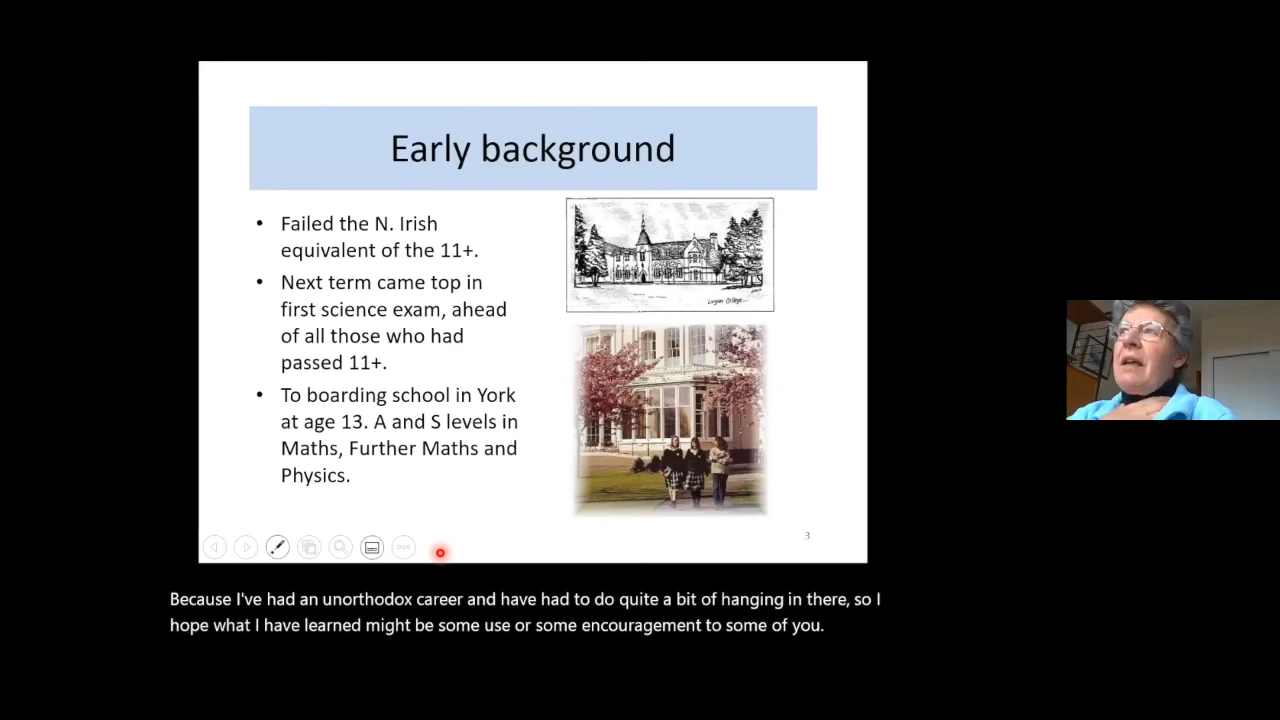 Early background
• Failed the N. Irish
equivalent of the 11+.
• Next term came top in
first science exam, ahead
of all those who had
passed 11+.
• To boarding school in York
at age 13. A and S levels in
Maths, Further Maths and
Physics.
Lurgan College
3
Because I've had an unorthodox career and have had to do quite a bit of hanging in there, so I
hope what I have learned might be some use or some encouragement to some of you.